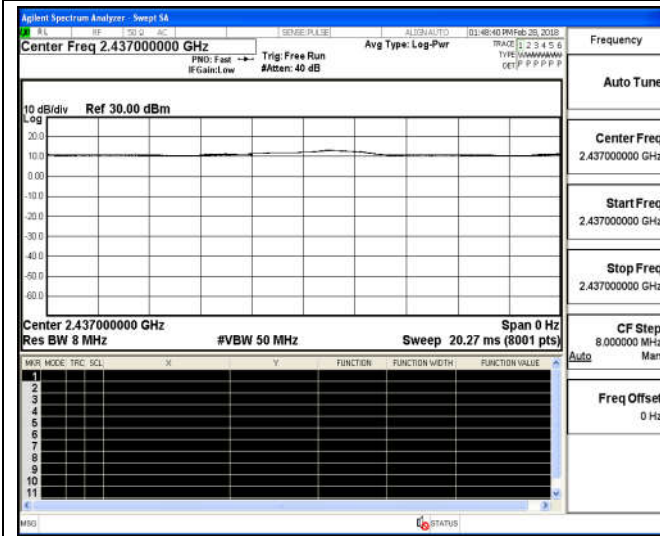 Agilent Spectrum Analyzer - Swept SA
RL RF 50 Ω AC SENSE:PULSE ALIGN AUTO 01:48:40 PM Feb 28, 2018
Center Freq 2.437000000 GHz
PNO: Fast Trig: Free Run
IFGain:Low #Atten: 40 dB
Avg Type: Log-Pwr
TRACE 1 2 3 4 5 6
TYPE
DET P P P P P P
10 dB/div Ref 30.00 dBm
Log
20.0
10.0
0.00
-10.0
-20.0
-30.0
-40.0
-50.0
-60.0
Center 2.437000000 GHz Span 0 Hz
Res BW 8 MHz #VBW 50 MHz Sweep 20.27 ms (8001 pts)
MKR MODE TRC SCL X Y FUNCTION FUNCTION WIDTH FUNCTION VALUE
1
2
3
4
5
6
7
8
9
10
11
MSG STATUS
Frequency
Auto Tune
Center Freq
2.437000000 GHz
Start Freq
2.437000000 GHz
Stop Freq
2.437000000 GHz
CF Step
8.000000 MHz
Auto Man
Freq Offset
0 Hz